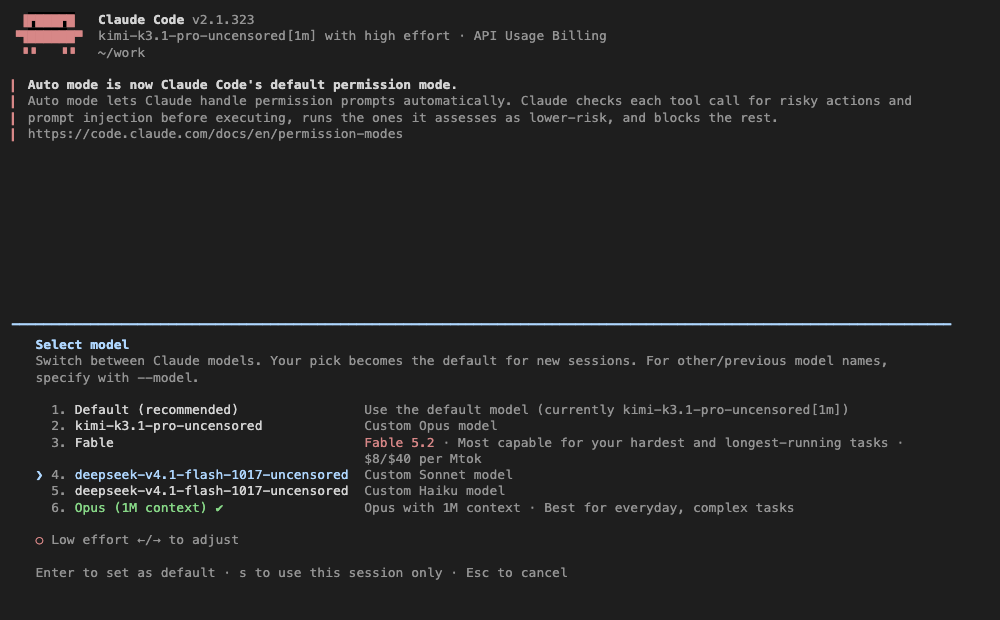 Claude Code v2.1.323
kimi-k3.1-pro-uncensored[1m] with high effort · API Usage Billing
~/work
Auto mode is now Claude Code's default permission mode.
Auto mode lets Claude handle permission prompts automatically. Claude checks each tool call for risky actions and
prompt injection before executing, runs the ones it assesses as lower-risk, and blocks the rest.
https://code.claude.com/docs/en/permission-modes
Select model
Switch between Claude models. Your pick becomes the default for new sessions. For other/previous model names,
specify with --model.
1. Default (recommended) Use the default model (currently kimi-k3.1-pro-uncensored[1m])
2. kimi-k3.1-pro-uncensored Custom Opus model
3. Fable Fable 5.2 · Most capable for your hardest and longest-running tasks ·
$8/$40 per Mtok
❯ 4. deepseek-v4.1-flash-1017-uncensored Custom Sonnet model
5. deepseek-v4.1-flash-1017-uncensored Custom Haiku model
6. Opus (1M context) ✔ Opus with 1M context · Best for everyday, complex tasks
○ Low effort ←/→ to adjust
Enter to set as default · s to use this session only · Esc to cancel